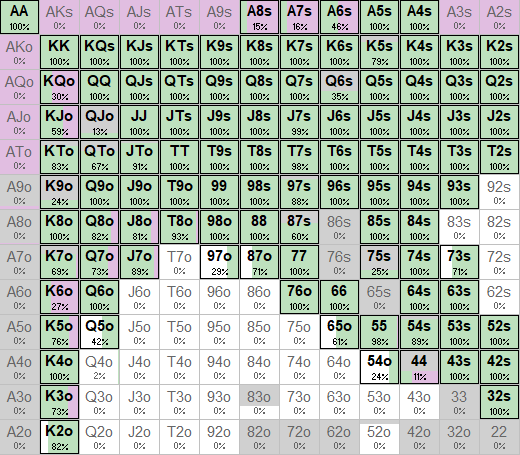 AA AKs AQs AJs ATs A9s A8s A7s A6s A5s A4s A3s A2s
100% 0% 0% 0% 0% 0% 15% 16% 46% 100% 100% 0% 0%
AKo KK KQs KJs KTs K9s K8s K7s K6s K5s K4s K3s K2s
0% 100% 100% 100% 100% 100% 100% 100% 100% 79% 100% 100% 100%
AQo KQo QQ QJs QTs Q9s Q8s Q7s Q6s Q5s Q4s Q3s Q2s
0% 30% 100% 100% 100% 100% 100% 100% 35% 100% 100% 100% 100%
AJo KJo QJo JJ JTs J9s J8s J7s J6s J5s J4s J3s J2s
0% 59% 13% 100% 100% 100% 100% 99% 100% 100% 100% 100% 100%
ATo KTo QTo JTo TT T9s T8s T7s T6s T5s T4s T3s T2s
0% 83% 67% 91% 100% 100% 100% 98% 100% 100% 100% 100% 100%
A9o K9o Q9o J9o T9o 99 98s 97s 96s 95s 94s 93s 92s
0% 24% 100% 100% 100% 100% 100% 88% 100% 100% 100% 100% 0%
A8o K8o Q8o J8o T8o 98o 88 87s 86s 85s 84s 83s 82s
0% 100% 82% 81% 93% 100% 100% 60% 0% 100% 100% 0% 0%
A7o K7o Q7o J7o T7o 97o 87o 77 76s 75s 74s 73s 72s
0% 69% 73% 89% 0% 29% 71% 100% 0% 25% 100% 71% 0%
A6o K6o Q6o J6o T6o 96o 86o 76o 66 65s 64s 63s 62s
0% 27% 100% 0% 0% 0% 0% 100% 100% 0% 100% 100% 0%
A5o K5o Q5o J5o T5o 95o 85o 75o 65o 55 54s 53s 52s
0% 76% 42% 0% 0% 0% 0% 0% 61% 98% 89% 100% 100%
A4o K4o Q4o J4o T4o 94o 84o 74o 64o 54o 44 43s 42s
0% 100% 2% 0% 0% 0% 0% 0% 0% 24% 11% 100% 100%
A3o K3o Q3o J3o T3o 93o 83o 73o 63o 53o 43o 33 32s
0% 73% 0% 0% 0% 0% 0% 0% 0% 0% 0% 0% 100%
A2o K2o Q2o J2o T2o 92o 82o 72o 62o 52o 42o 32o 22
0% 82% 0% 0% 0% 0% 0% 0% 0% 0% 0% 0% 0%